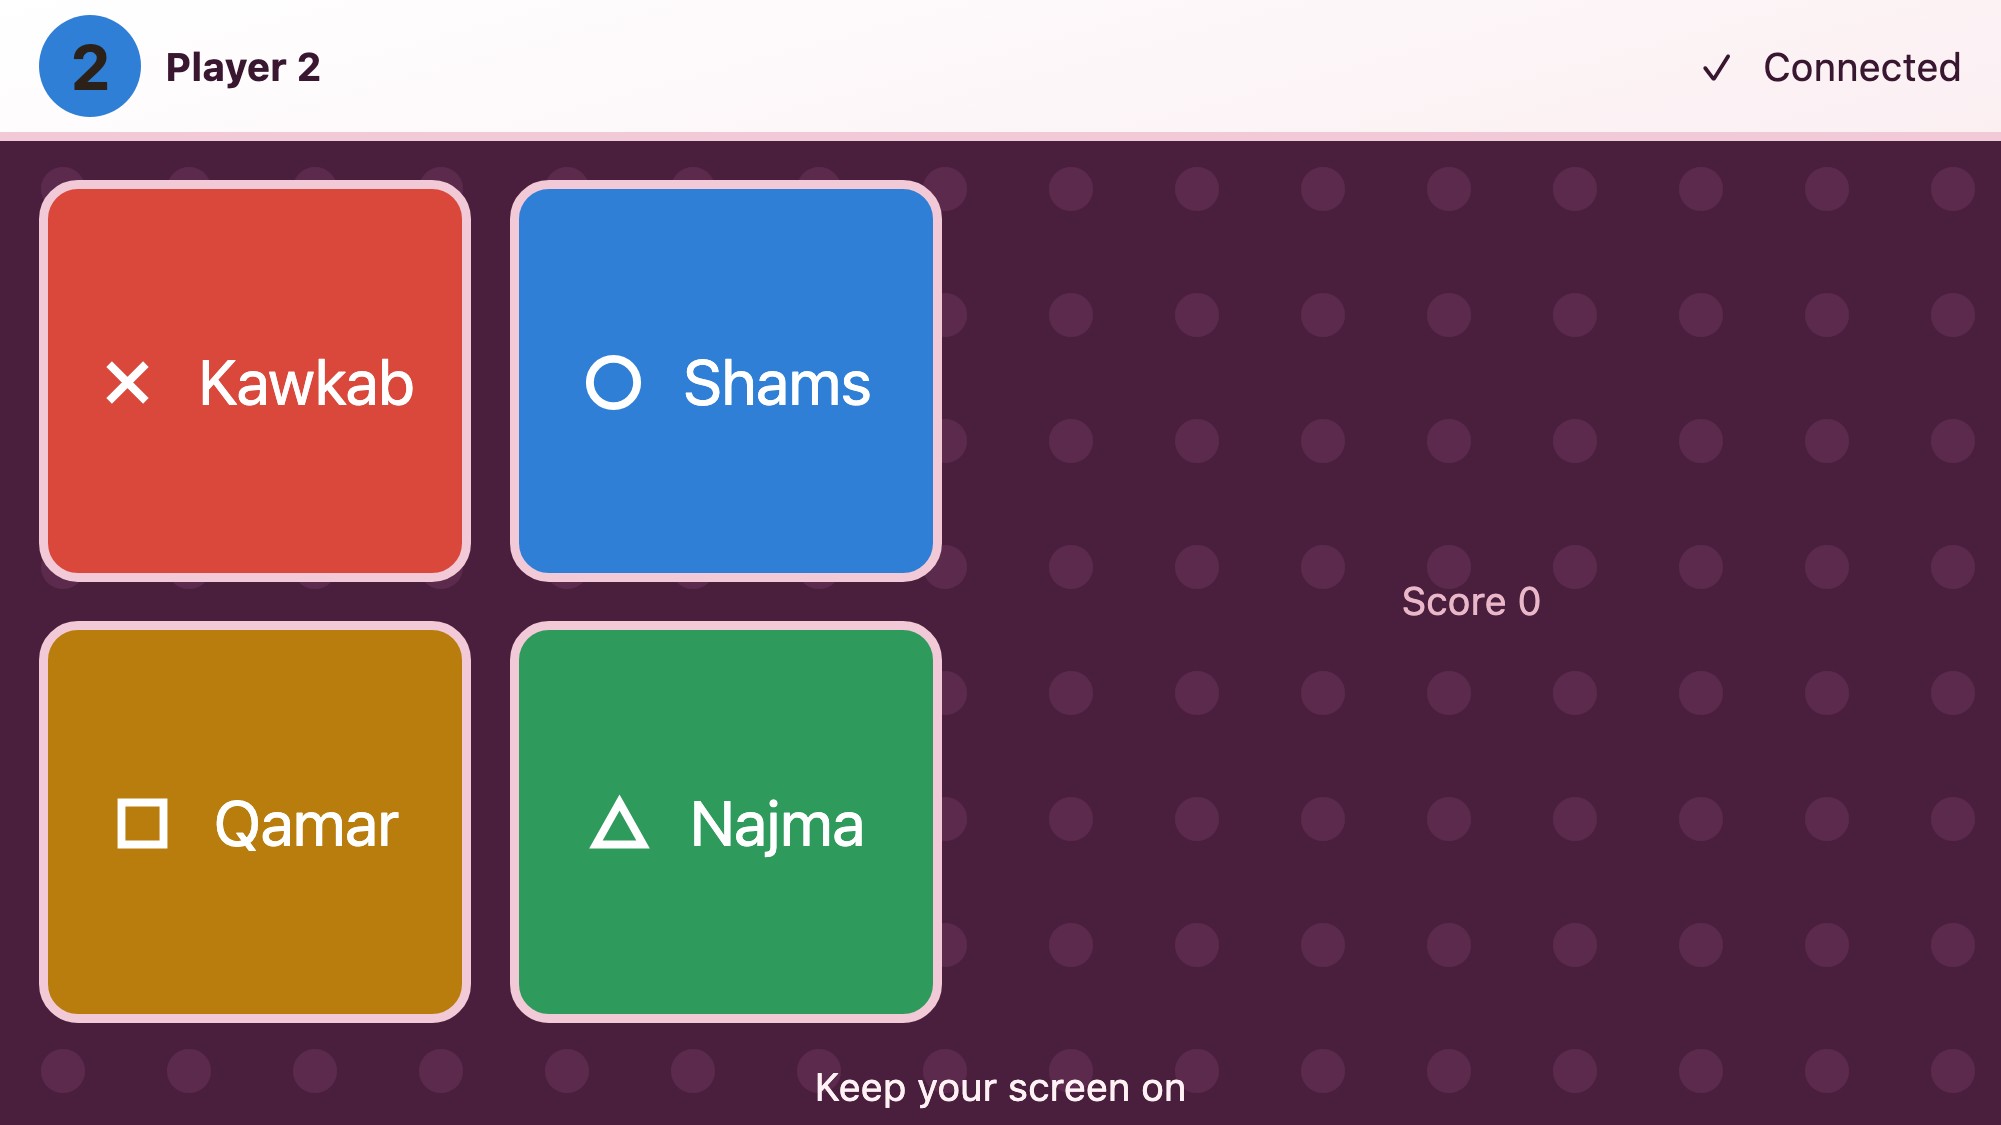 2 Player 2
✓ Connected
Kawkab
Shams
Qamar
Najma
Score 0
Keep your screen on